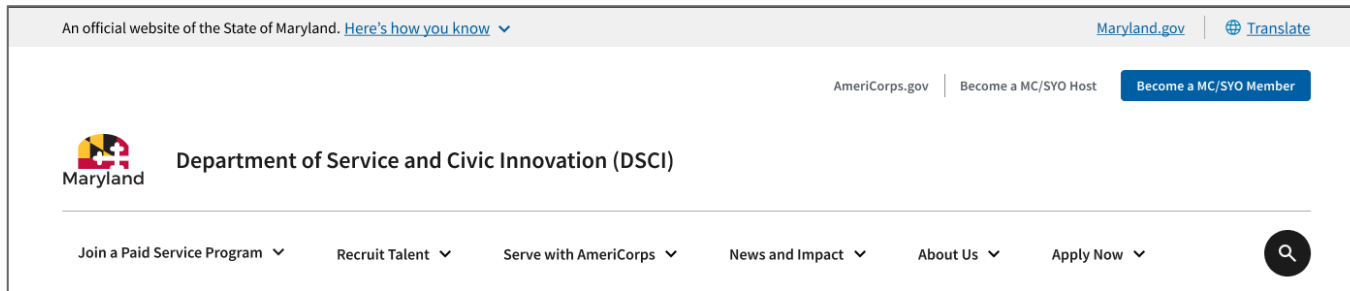 An official website of the State of Maryland. Here’s how you know
Maryland.gov
Translate
AmeriCorps.gov
Become a MC/SYO Host
Become a MC/SYO Member
Maryland
Department of Service and Civic Innovation (DSCI)
Join a Paid Service Program
Recruit Talent
Serve with AmeriCorps
News and Impact
About Us
Apply Now